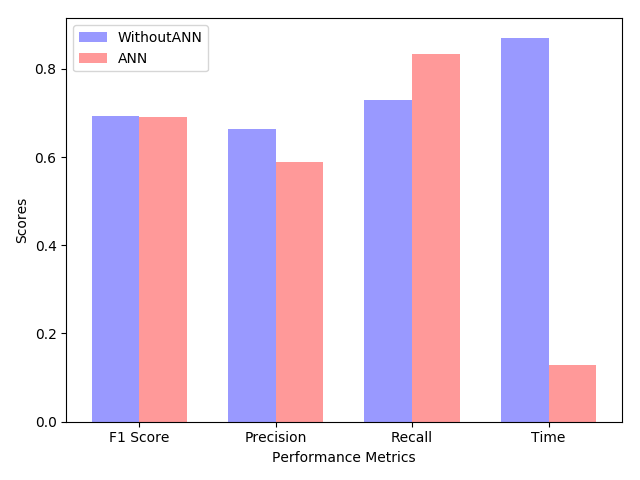 WithoutANN
ANN
Scores
0.8
0.6
0.4
0.2
0.0
F1 Score Precision Recall Time
Performance Metrics